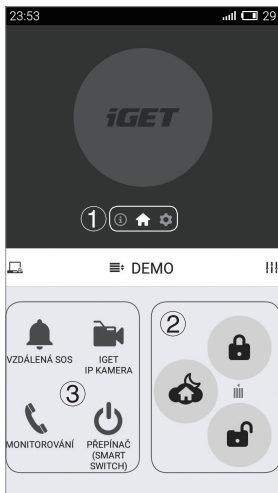 23:53
29
iGET
1
DEMO
2
VZDÁLENÁ SOS
IGET
IP KAMERA
3
MONITOROVÁNÍ
PŘEPÍNAČ
(SMART
SWITCH)